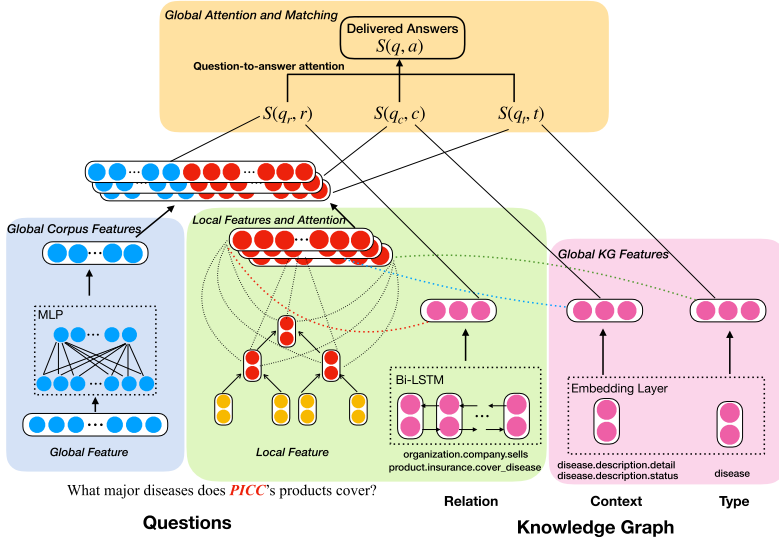 Global Attention and Matching
Delivered Answers
S(q, a)
Question-to-answer attention
S(q_r, r)
S(q_c, c)
S(q_t, t)
Global Corpus Features
Local Features and Attention
Global KG Features
MLP
Bi-LSTM
Embedding Layer
Global Feature
Local Feature
organization.company.sells
product.insurance.cover_disease
disease.description.detail
disease.description.status
disease
What major diseases does PICC's products cover?
Relation
Context
Type
Questions
Knowledge Graph